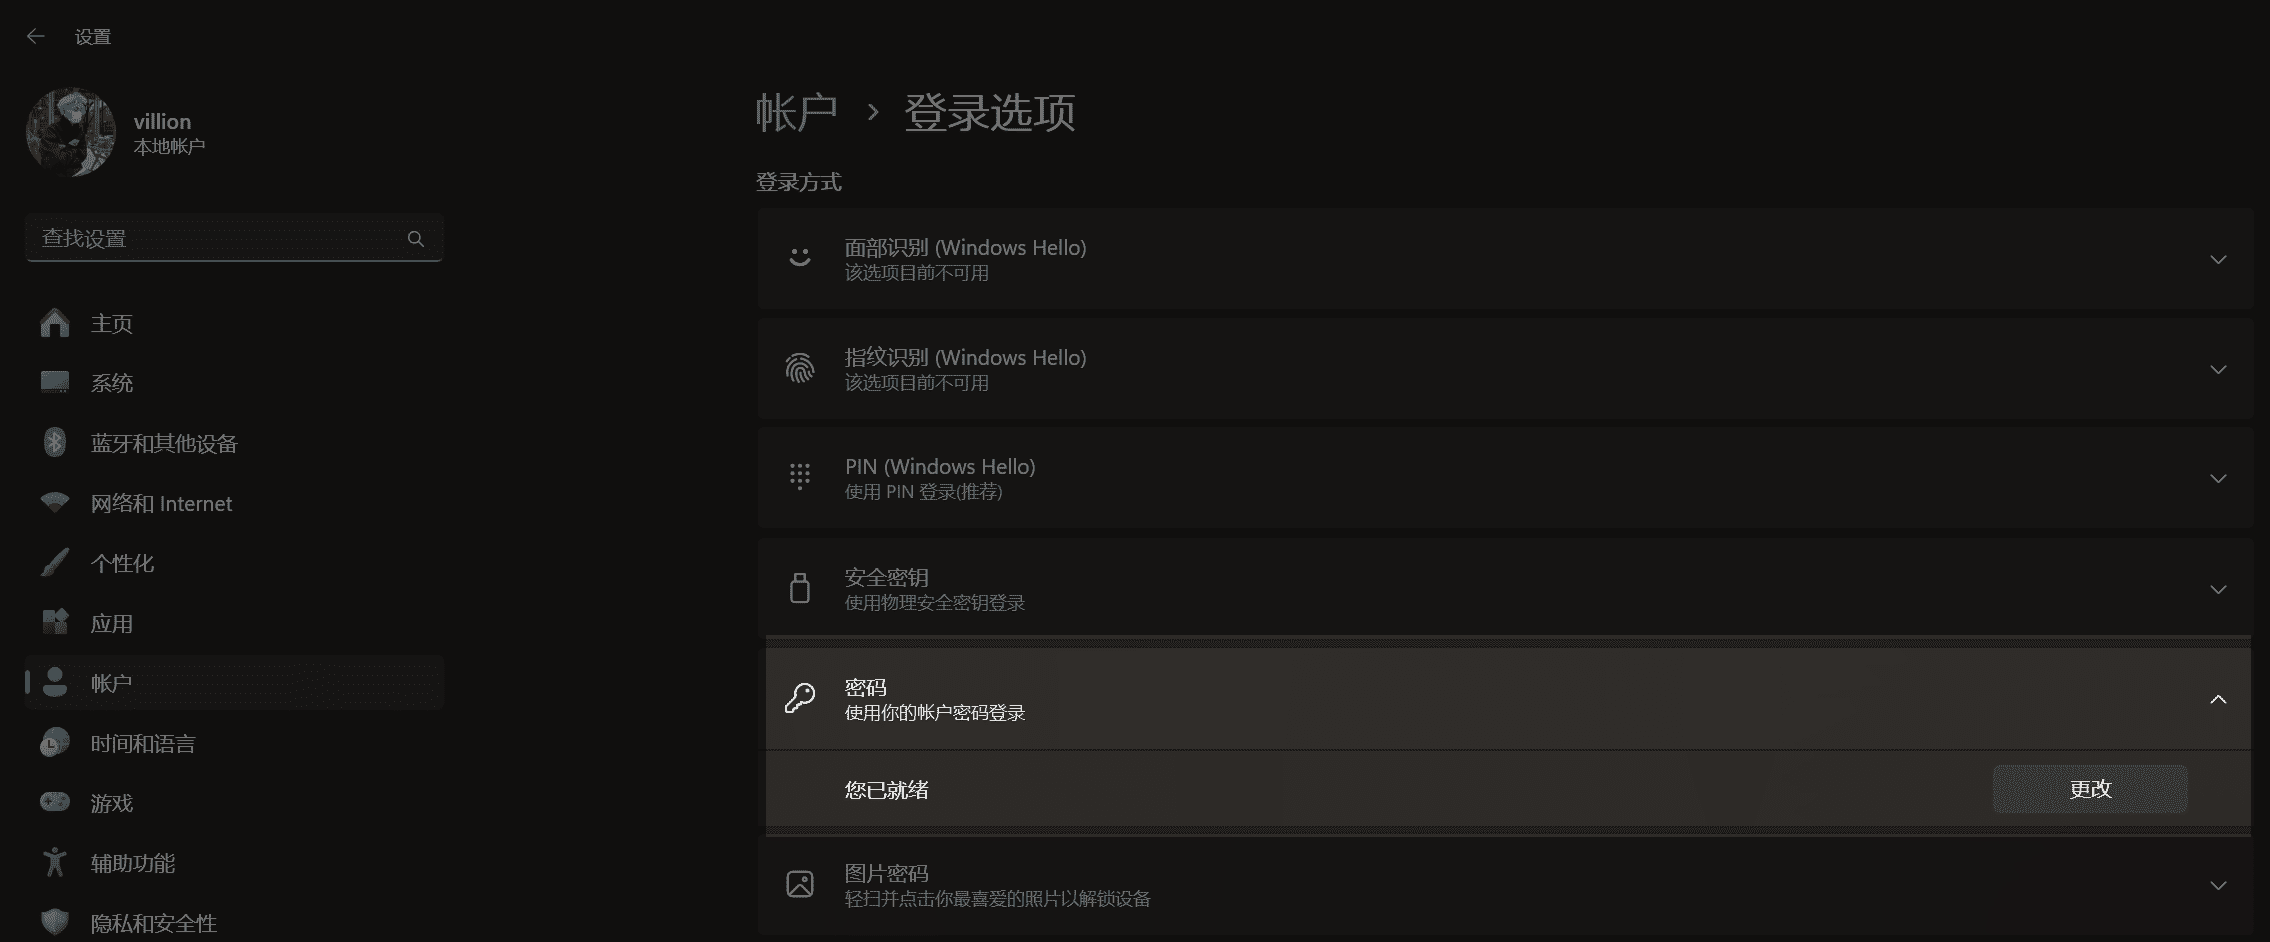 设置
villion
本地帐户
查找设置
主页
系统
蓝牙和其他设备
网络和 Internet
个性化
应用
帐户
时间和语言
游戏
辅助功能
隐私和安全性
帐户 › 登录选项
登录方式
面部识别 (Windows Hello)
该选项目前不可用
指纹识别 (Windows Hello)
该选项目前不可用
PIN (Windows Hello)
使用 PIN 登录(推荐)
安全密钥
使用物理安全密钥登录
密码
使用你的帐户密码登录
您已就绪
更改
图片密码
轻扫并点击你最喜爱的照片以解锁设备